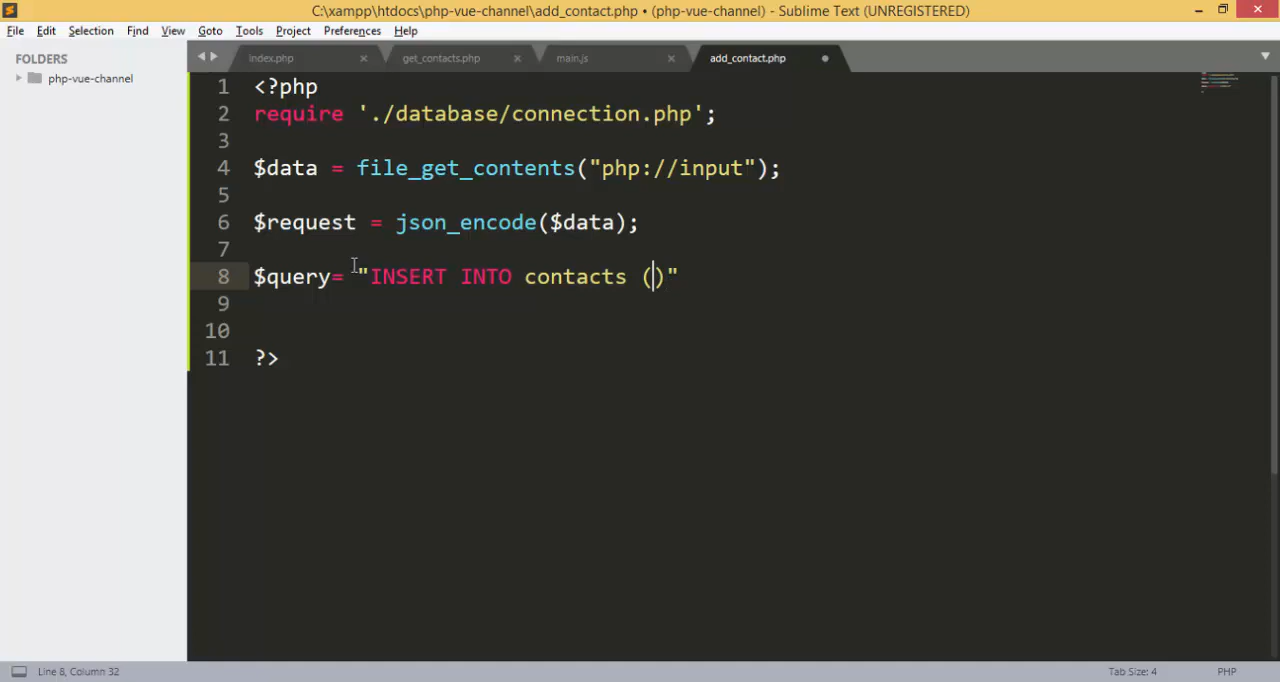 C:\xampp\htdocs\php-vue-channel\add_contact.php • (php-vue-channel) - Sublime Text (UNREGISTERED)
File Edit Selection Find View Goto Tools Project Preferences Help
FOLDERS
php-vue-channel
index.php get_contacts.php main.js add_contact.php
1 <?php
2 require './database/connection.php';
3
4 $data = file_get_contents("php://input");
5
6 $request = json_encode($data);
7
8 $query= "INSERT INTO contacts ()"
9
10
11 ?>
Line 8, Column 32 Tab Size: 4 PHP